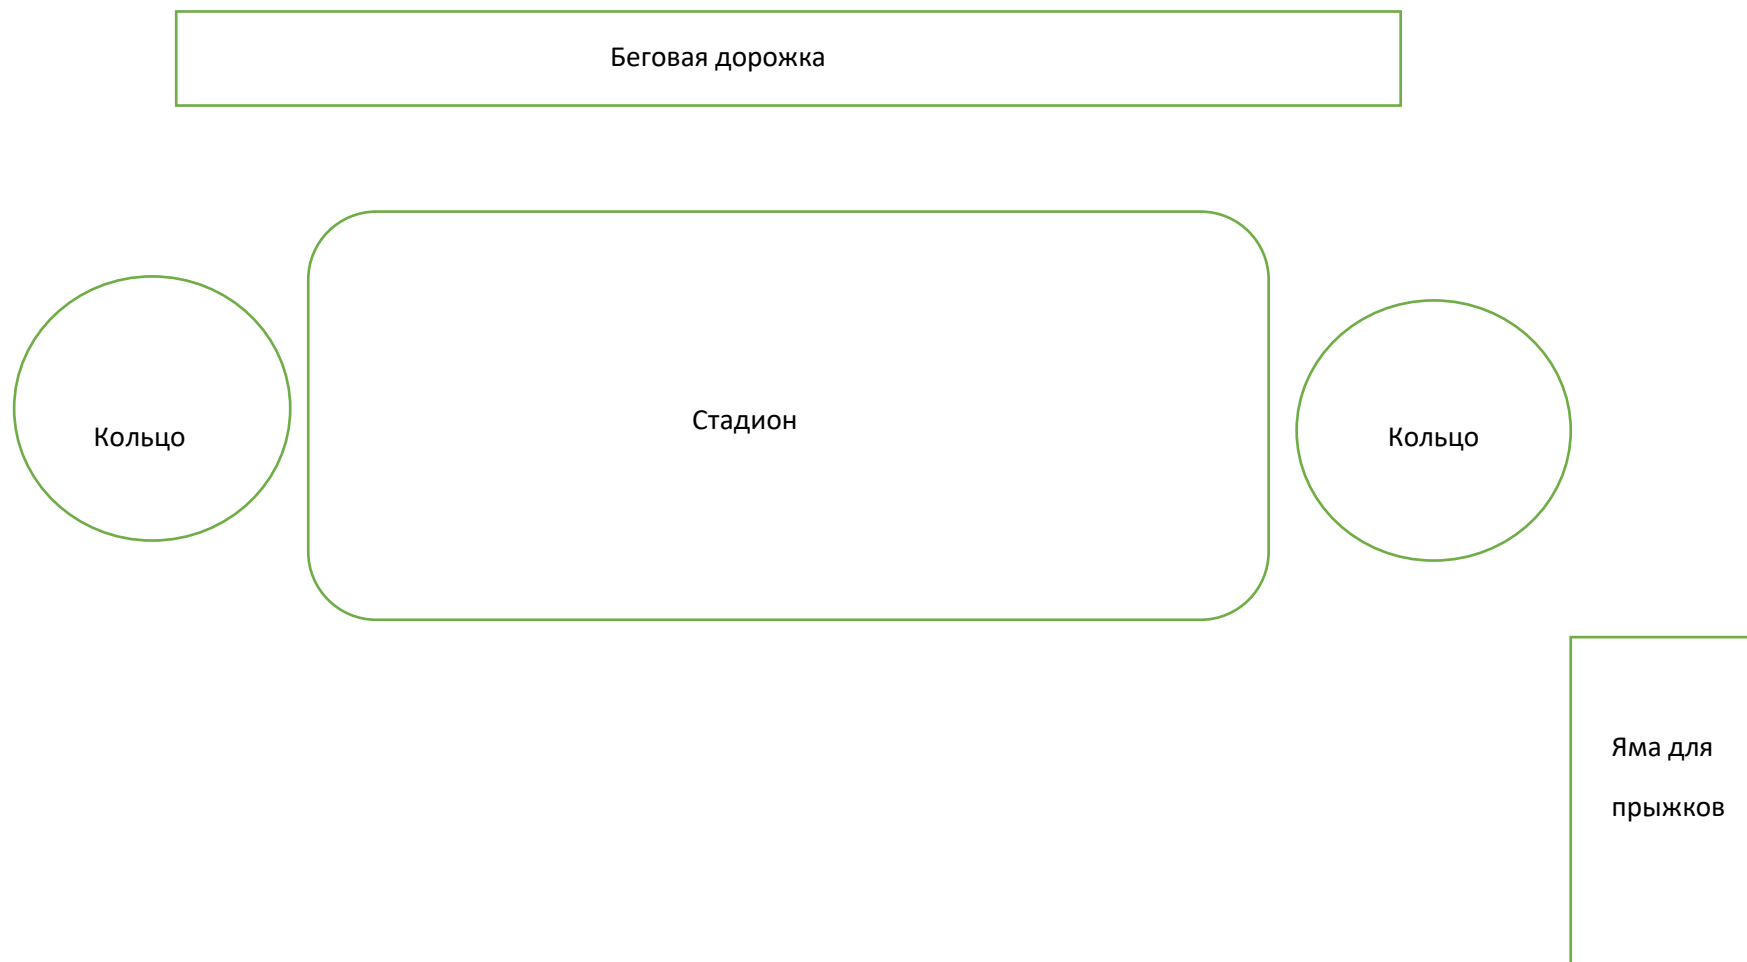 Беговая дорожка
Стадион
Кольцо
Кольцо
Яма для
прыжков